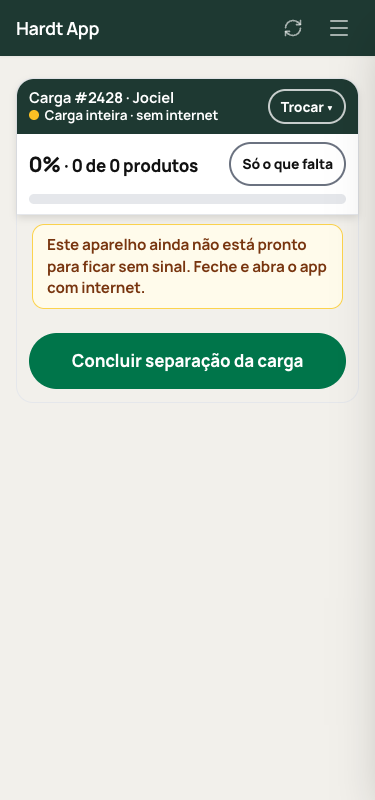 Hardt App
Carga #2428 · Jociel
Carga inteira · sem internet
Trocar ▾
0% · 0 de 0 produtos
Só o que falta
Este aparelho ainda não está pronto
para ficar sem sinal. Feche e abra o app
com internet.
Concluir separação da carga